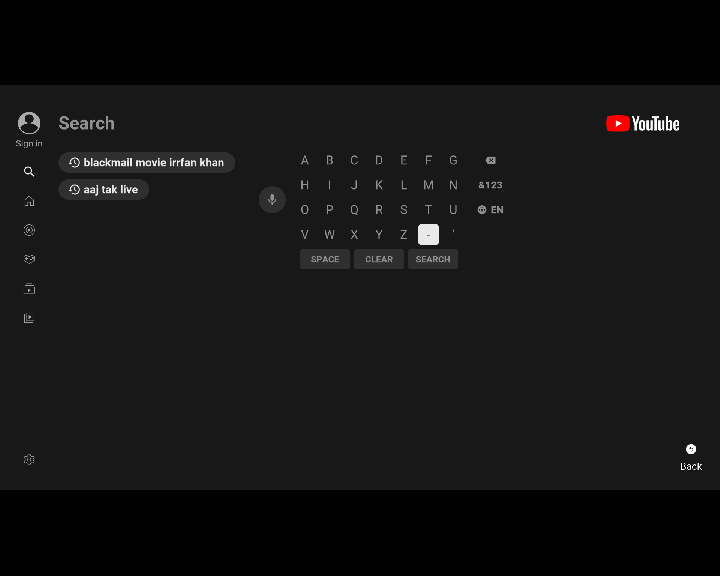 Search
YouTube
Sign in
blackmail movie irrfan khan
aaj tak live
A B C D E F G
H I J K L M N &123
O P Q R S T U EN
V W X Y Z - '
SPACE CLEAR SEARCH
Back